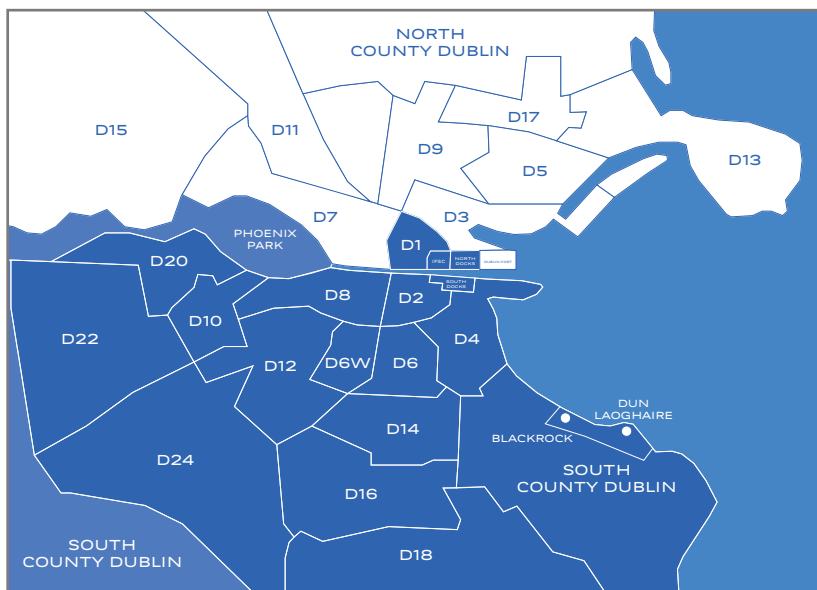 NORTH
COUNTY DUBLIN
D15
D11
D17
D9
D5
D13
D7
D3
PHOENIX
PARK
D1
IFSC
NORTH
DOCKS
DUBLIN PORT
D20
SOUTH
DOCKS
D8
D2
D10
D22
D4
D12
D6W
D6
DUN
LAOGHAIRE
D14
BLACKROCK
D24
SOUTH
COUNTY DUBLIN
D16
SOUTH
COUNTY DUBLIN
D18